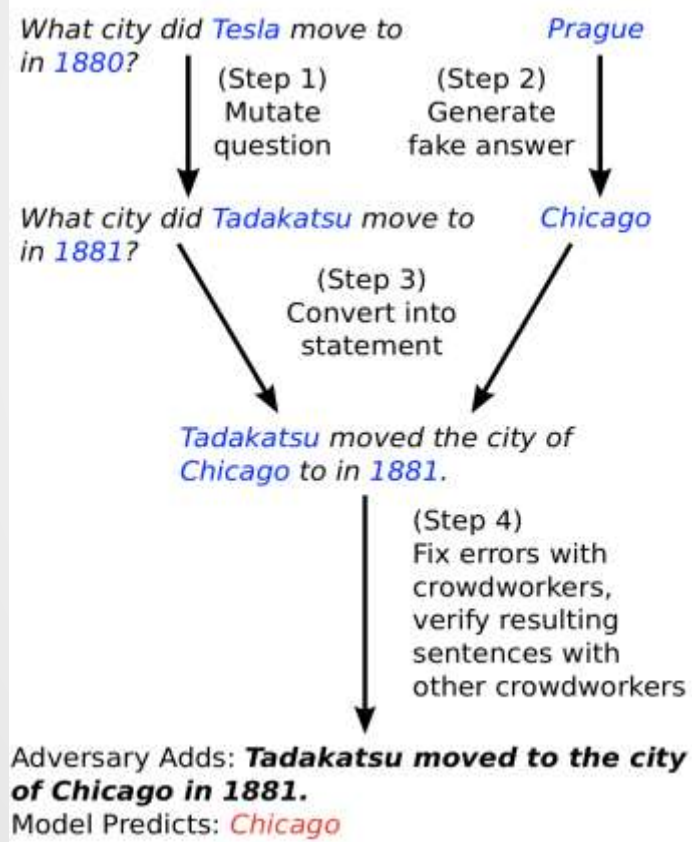 What city did Tesla move to
in 1880?
Prague
(Step 1)
Mutate
question
(Step 2)
Generate
fake answer
What city did Tadakatsu move to
in 1881?
Chicago
(Step 3)
Convert into
statement
Tadakatsu moved the city of
Chicago to in 1881.
(Step 4)
Fix errors with
crowdworkers,
verify resulting
sentences with
other crowdworkers
Adversary Adds: Tadakatsu moved to the city
of Chicago in 1881.
Model Predicts: Chicago